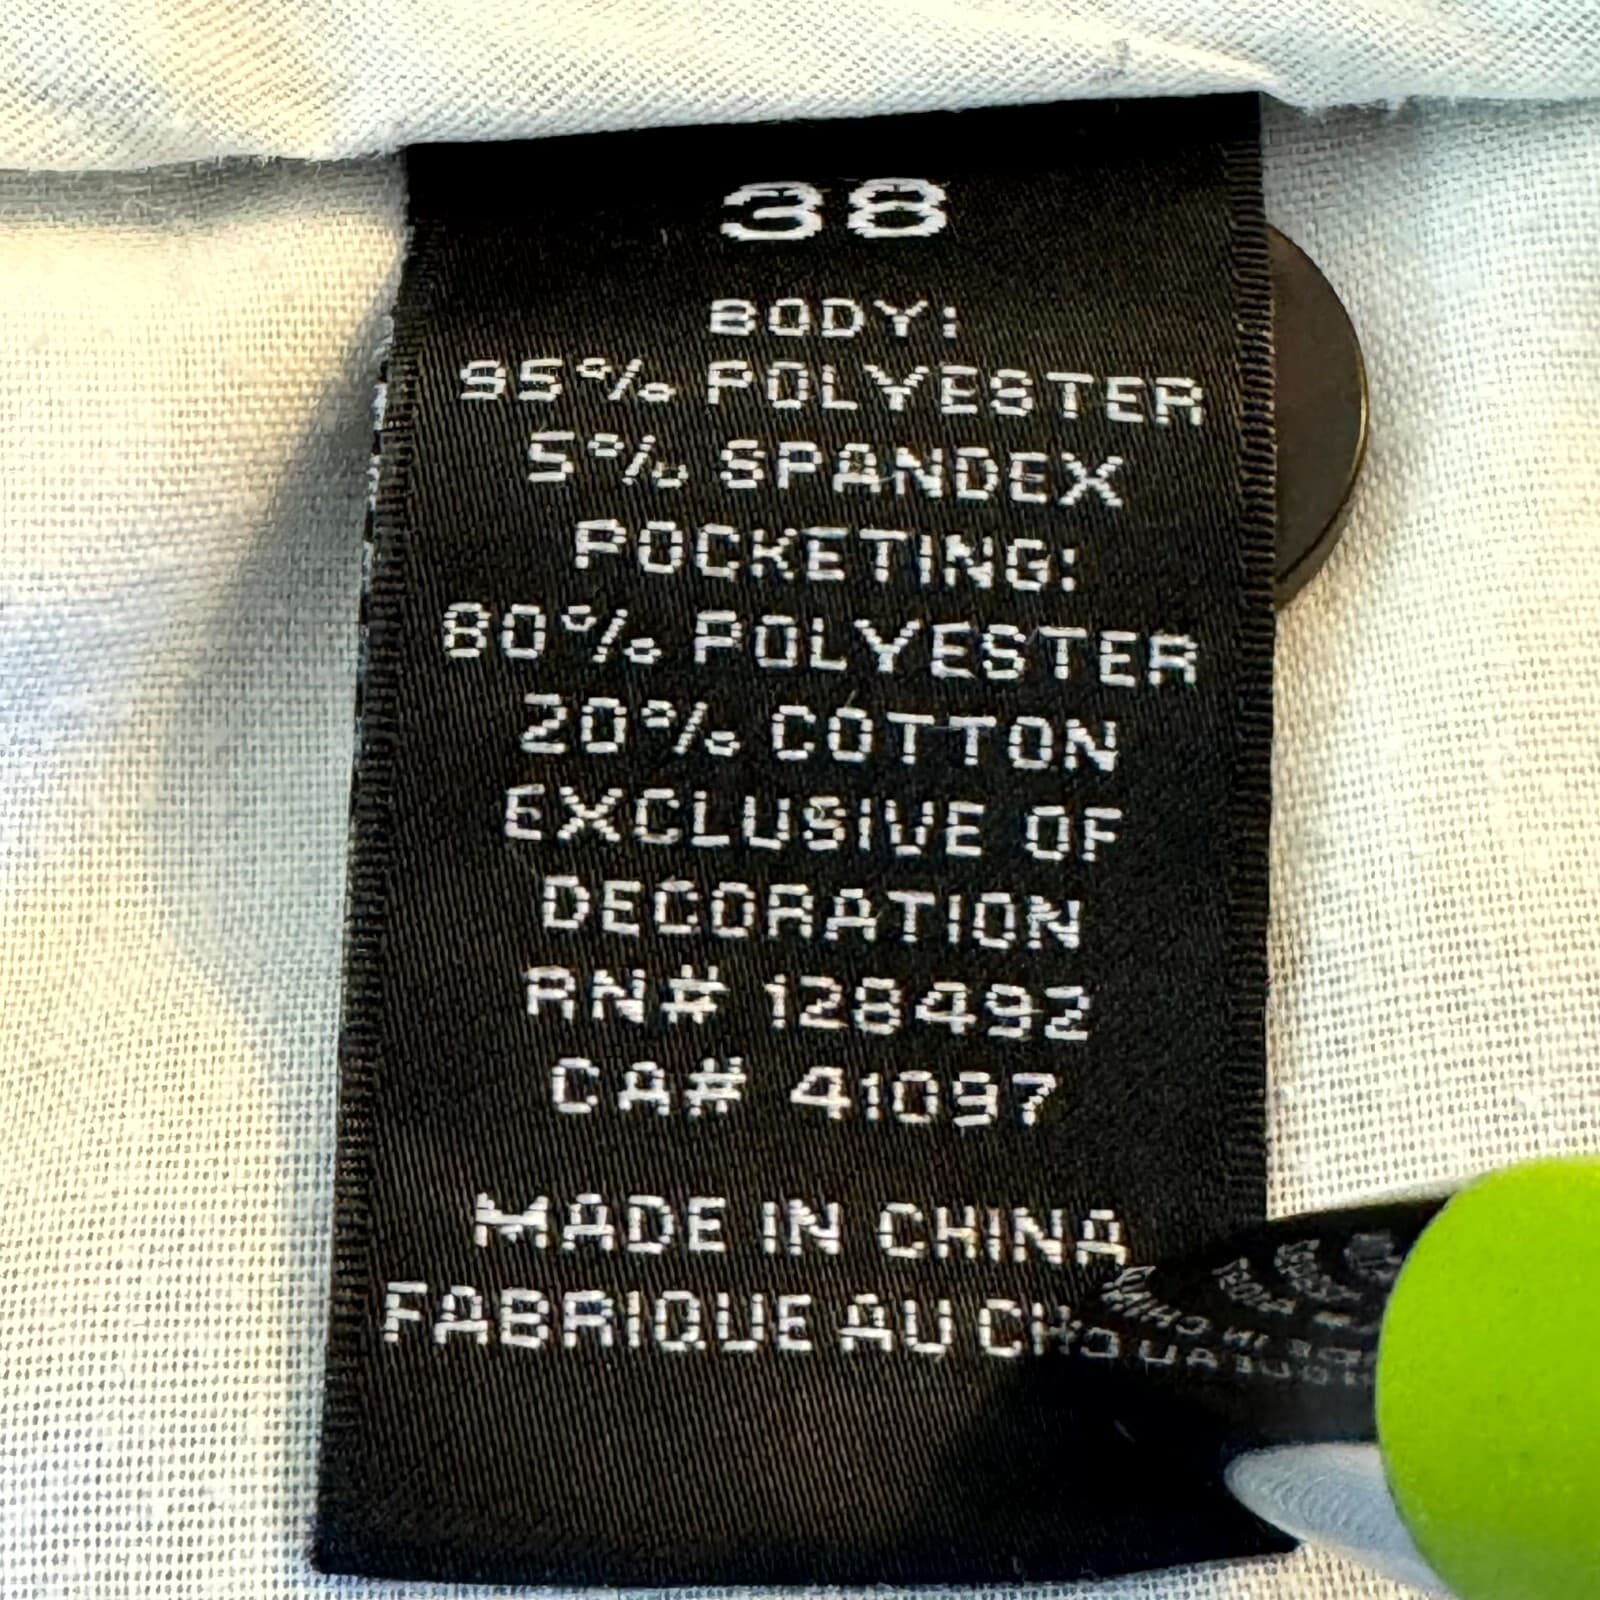 38
BODY:
95% POLYESTER
5% SPANDEX
POCKETING:
80% POLYESTER
20% COTTON
EXCLUSIVE OF
DECORATION
RN# 128492
CA# 41097
MADE IN CHINA
FABRIQUE AU